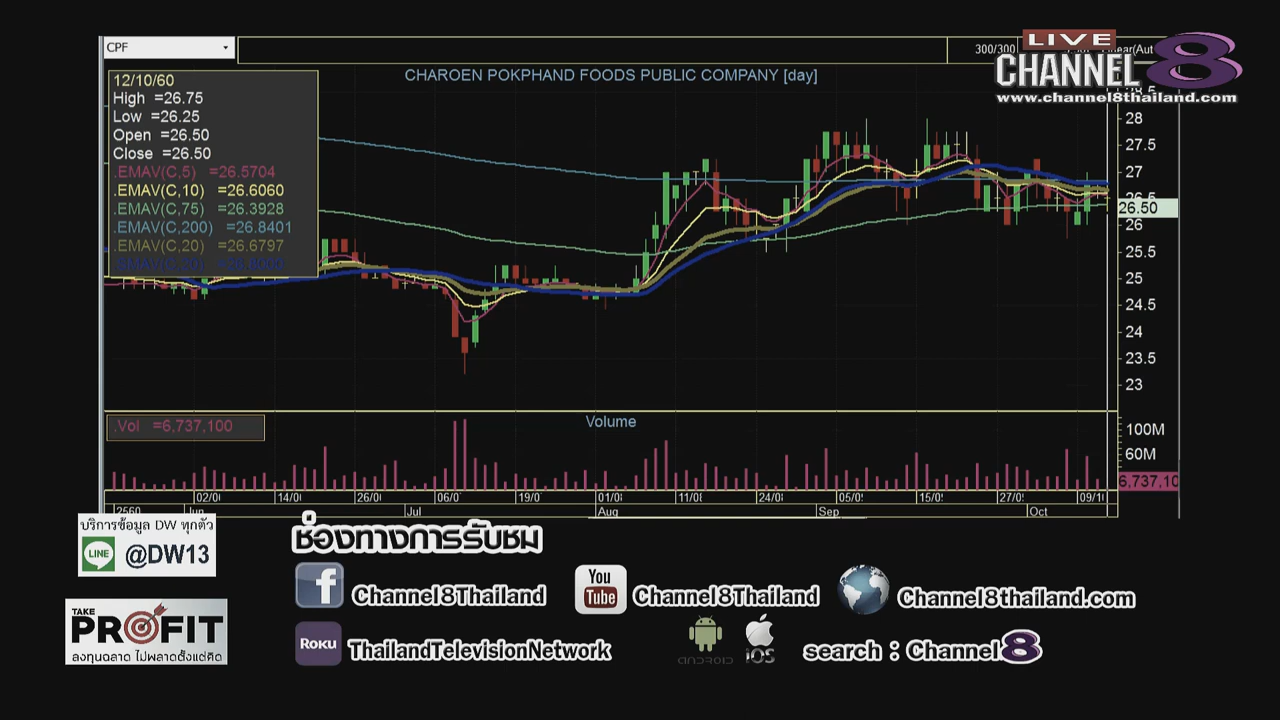 CPF
300/300
LIVE
CHANNEL 8
www.channel8thailand.com
CHAROEN POKPHAND FOODS PUBLIC COMPANY [day]
12/10/60
High =26.75
Low =26.25
Open =26.50
Close =26.50
.EMAV(C,5) =26.5704
.EMAV(C,10) =26.6060
.EMAV(C,75) =26.3928
.EMAV(C,200) =26.8401
.EMAV(C,20) =26.6797
28
27.5
27
26.50
26
25.5
25
24.5
24
23.5
23
.Vol =6,737,100
Volume
100M
60M
6,737,10
02/0
14/0
26/0
06/0
19/0
01/0
11/0
24/0
05/0
15/0
27/0
09/1
2560
Jun
Jul
Aug
Sep
Oct
บริการข้อมูล DW ทุกตัว
LINE @DW13
ช่องทางการรับชม
f Channel8Thailand
You Tube Channel8Thailand
Channel8thailand.com
TAKE
PROFIT
ลงทุนฉลาด ไม่พลาดตั้งแต่คิด
ROKU ThailandTelevisionNetwork
ANDROID
iOS
search : Channel8